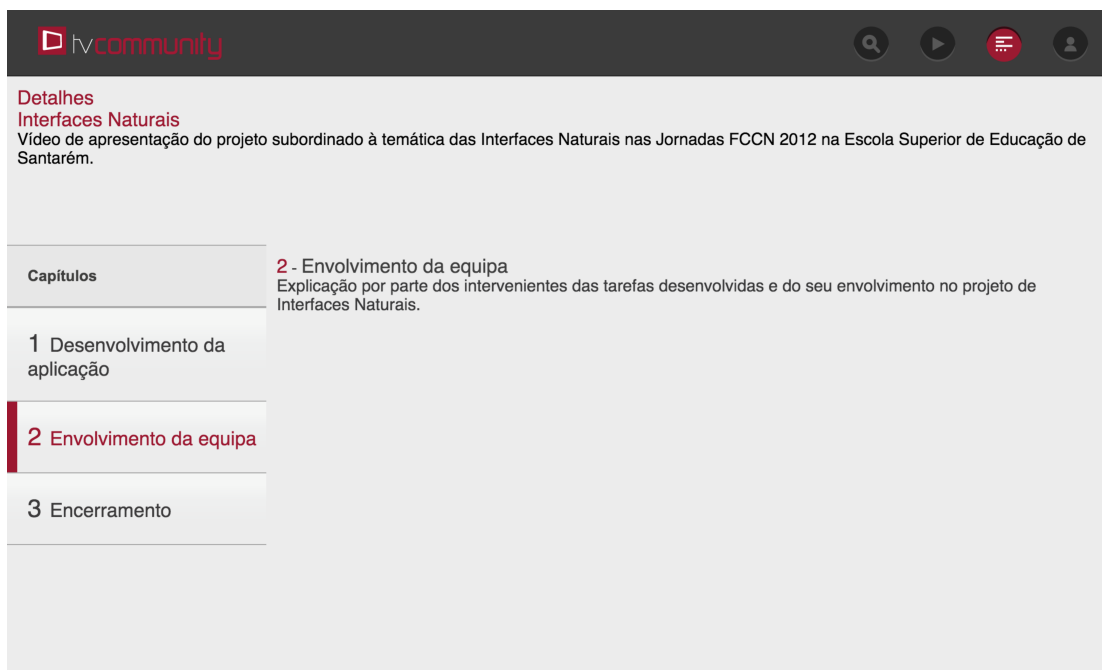 tvcommunity
Detalhes
Interfaces Naturais
Vídeo de apresentação do projeto subordinado à temática das Interfaces Naturais nas Jornadas FCCN 2012 na Escola Superior de Educação de
Santarém.
Capítulos
1 Desenvolvimento da
aplicação
2 Envolvimento da equipa
3 Encerramento
2 - Envolvimento da equipa
Explicação por parte dos intervenientes das tarefas desenvolvidas e do seu envolvimento no projeto de
Interfaces Naturais.